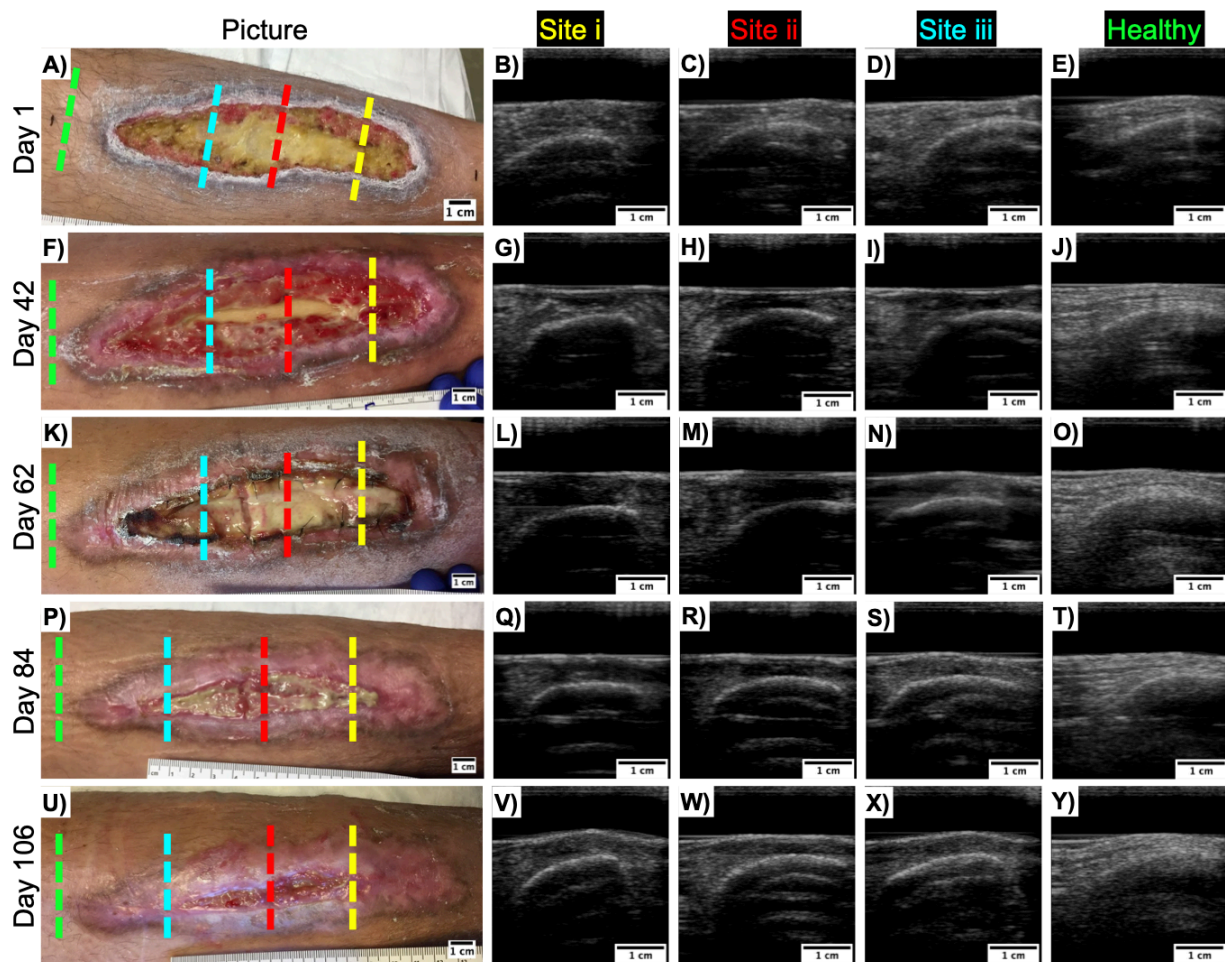 Picture Site i Site ii Site iii Healthy
Day 1
A) B) C) D) E)
1 cm 1 cm 1 cm 1 cm 1 cm
Day 42
F) G) H) I) J)
1 cm 1 cm 1 cm 1 cm 1 cm
Day 62
K) L) M) N) O)
1 cm 1 cm 1 cm 1 cm 1 cm
Day 84
P) Q) R) S) T)
1 cm 1 cm 1 cm 1 cm 1 cm
Day 106
U) V) W) X) Y)
1 cm 1 cm 1 cm 1 cm 1 cm